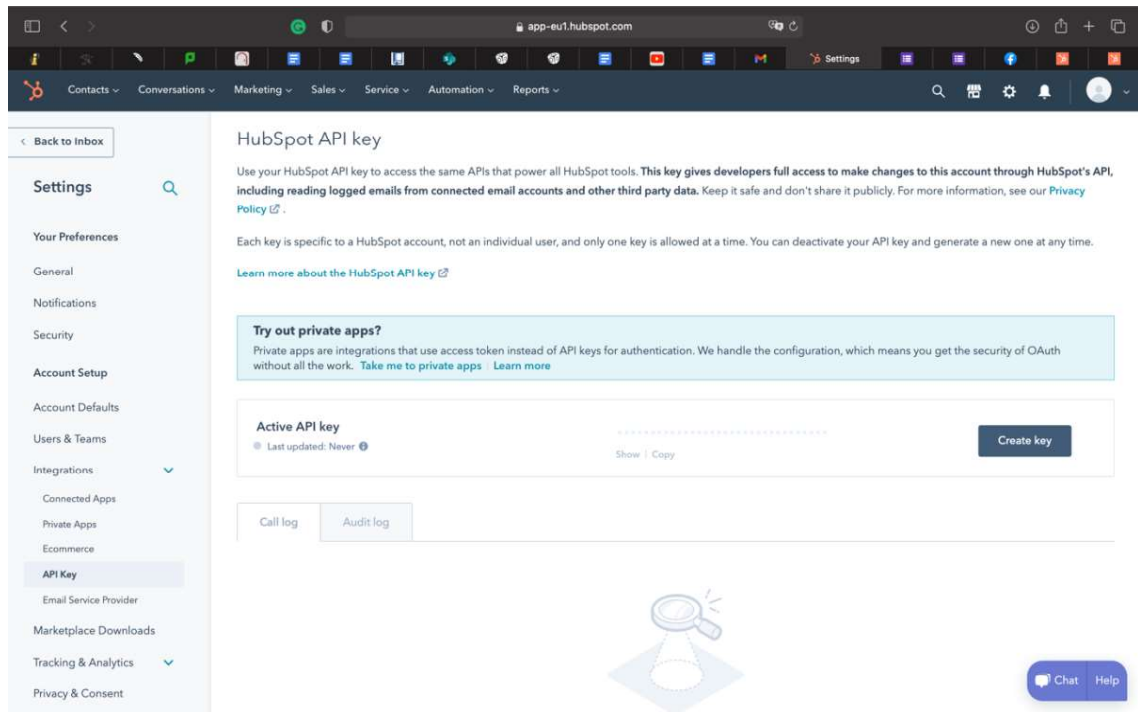 app-eu1.hubspot.com
Settings
Contacts Conversations Marketing Sales Service Automation Reports
Back to Inbox
Settings
Your Preferences
General
Notifications
Security
Account Setup
Account Defaults
Users & Teams
Integrations
Connected Apps
Private Apps
Ecommerce
API Key
Email Service Provider
Marketplace Downloads
Tracking & Analytics
Privacy & Consent
HubSpot API key
Use your HubSpot API key to access the same APIs that power all HubSpot tools. This key gives developers full access to make changes to this account through HubSpot's API,
including reading logged emails from connected email accounts and other third party data. Keep it safe and don't share it publicly. For more information, see our Privacy
Policy .
Each key is specific to a HubSpot account, not an individual user, and only one key is allowed at a time. You can deactivate your API key and generate a new one at any time.
Learn more about the HubSpot API key
Try out private apps?
Private apps are integrations that use access token instead of API keys for authentication. We handle the configuration, which means you get the security of OAuth
without all the work. Take me to private apps | Learn more
Active API key
Last updated: Never
Show | Copy
Create key
Call log Audit log
Chat Help